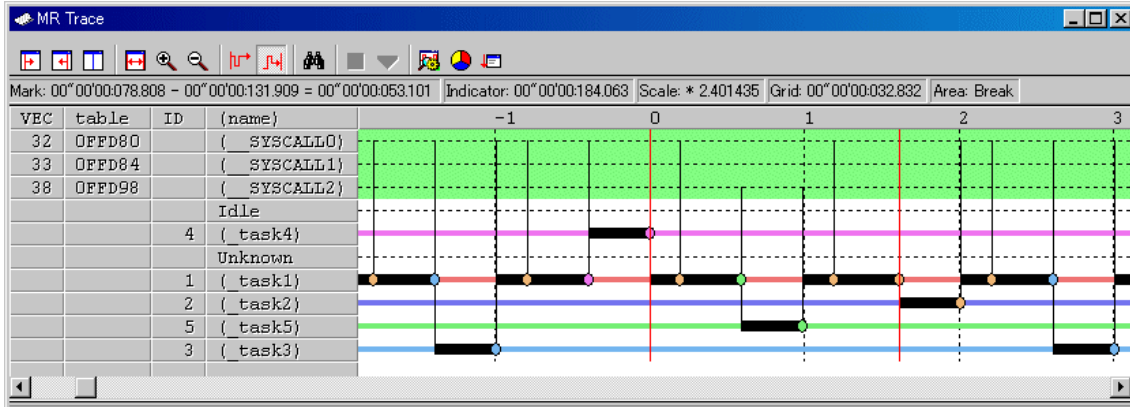 MR Trace
Mark: 00"00'00:078.808 - 00"00'00:131.909 = 00"00'00:053.101 Indicator: 00"00'00:184.063 Scale: * 2.401435 Grid: 00"00'00:032.832 Area: Break
VEC table ID (name) -1 0 1 2 3
32 0FFD80 (__SYSCALL0)
33 0FFD84 (__SYSCALL1)
38 0FFD98 (__SYSCALL2)
Idle
4 (_task4)
Unknown
1 (_task1)
2 (_task2)
5 (_task5)
3 (_task3)